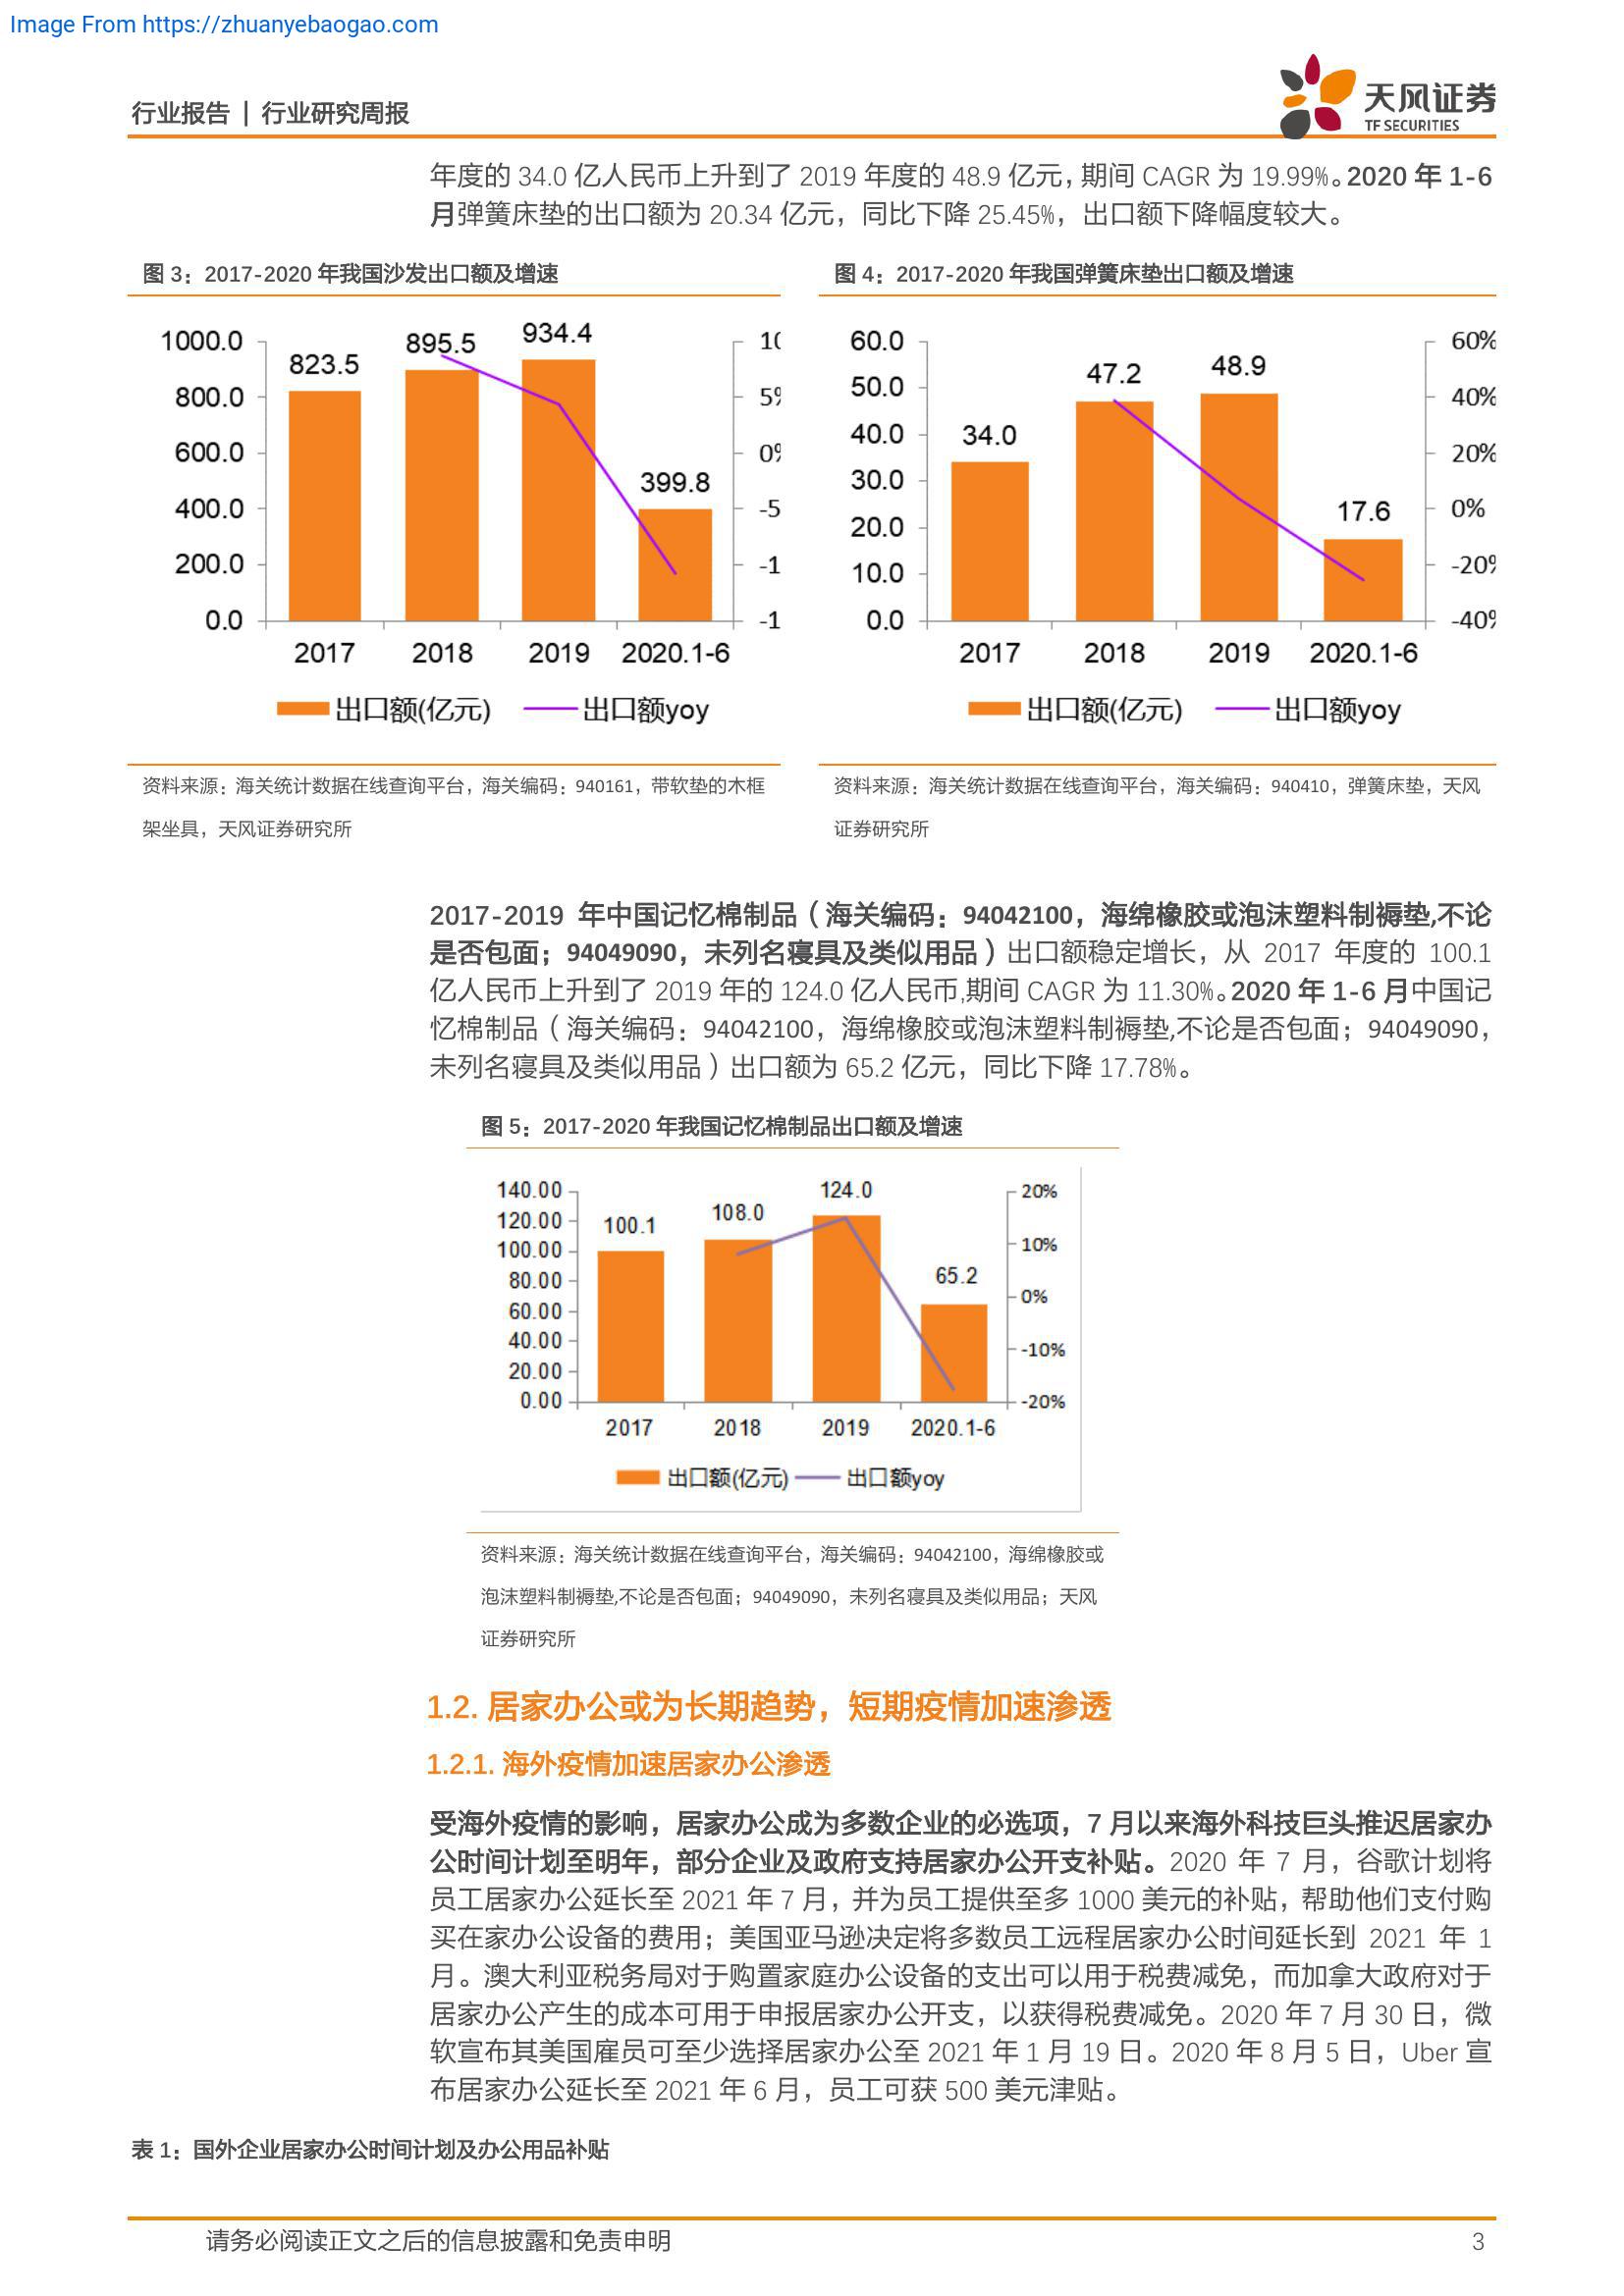 Image From https://zhuanyebaogao.com
行业报告 | 行业研究周报
天风证券
TF SECURITIES
年度的 34.0 亿人民币上升到了 2019 年度的 48.9 亿元，期间 CAGR 为 19.99%。2020 年 1-6
月弹簧床垫的出口额为 20.34 亿元，同比下降 25.45%，出口额下降幅度较大。
图 3：2017-2020 年我国沙发出口额及增速
1000.0
800.0
600.0
400.0
200.0
0.0
823.5
895.5
934.4
399.8
5%
0%
-5
-1
-1
2017 2018 2019 2020.1-6
出口额(亿元) 出口额yoy
资料来源：海关统计数据在线查询平台，海关编码：940161，带软垫的木框
架坐具，天风证券研究所
图 4：2017-2020 年我国弹簧床垫出口额及增速
60.0
50.0
40.0
30.0
20.0
10.0
0.0
34.0
47.2
48.9
17.6
60%
40%
20%
0%
-20%
-40%
2017 2018 2019 2020.1-6
出口额(亿元) 出口额yoy
资料来源：海关统计数据在线查询平台，海关编码：940410，弹簧床垫，天风
证券研究所
2017-2019 年中国记忆棉制品（海关编码：94042100，海绵橡胶或泡沫塑料制褥垫,不论
是否包面；94049090，未列名寝具及类似用品）出口额稳定增长，从 2017 年度的 100.1
亿人民币上升到了 2019 年的 124.0 亿人民币,期间 CAGR 为 11.30%。2020 年 1-6 月中国记
忆棉制品（海关编码：94042100，海绵橡胶或泡沫塑料制褥垫,不论是否包面；94049090，
未列名寝具及类似用品）出口额为 65.2 亿元，同比下降 17.78%。
图 5：2017-2020 年我国记忆棉制品出口额及增速
140.00
120.00
100.00
80.00
60.00
40.00
20.00
0.00
100.1
108.0
124.0
65.2
20%
10%
0%
-10%
-20%
2017 2018 2019 2020.1-6
出口额(亿元) 出口额yoy
资料来源：海关统计数据在线查询平台，海关编码：94042100，海绵橡胶或
泡沫塑料制褥垫,不论是否包面；94049090，未列名寝具及类似用品；天风
证券研究所
1.2. 居家办公或为长期趋势，短期疫情加速渗透
1.2.1. 海外疫情加速居家办公渗透
受海外疫情的影响，居家办公成为多数企业的必选项，7 月以来海外科技巨头推迟居家办
公时间计划至明年，部分企业及政府支持居家办公开支补贴。2020 年 7 月，谷歌计划将
员工居家办公延长至 2021 年 7 月，并为员工提供至多 1000 美元的补贴，帮助他们支付购
买在家办公设备的费用；美国亚马逊决定将多数员工远程居家办公时间延长到 2021 年 1
月。澳大利亚税务局对于购置家庭办公设备的支出可以用于税费减免，而加拿大政府对于
居家办公产生的成本可用于申报居家办公开支，以获得税费减免。2020 年 7 月 30 日，微
软宣布其美国雇员可至少选择居家办公至 2021 年 1 月 19 日。2020 年 8 月 5 日，Uber 宣
布居家办公延长至 2021 年 6 月，员工可获 500 美元津贴。
表 1：国外企业居家办公时间计划及办公用品补贴
请务必阅读正文之后的信息披露和免责申明
3